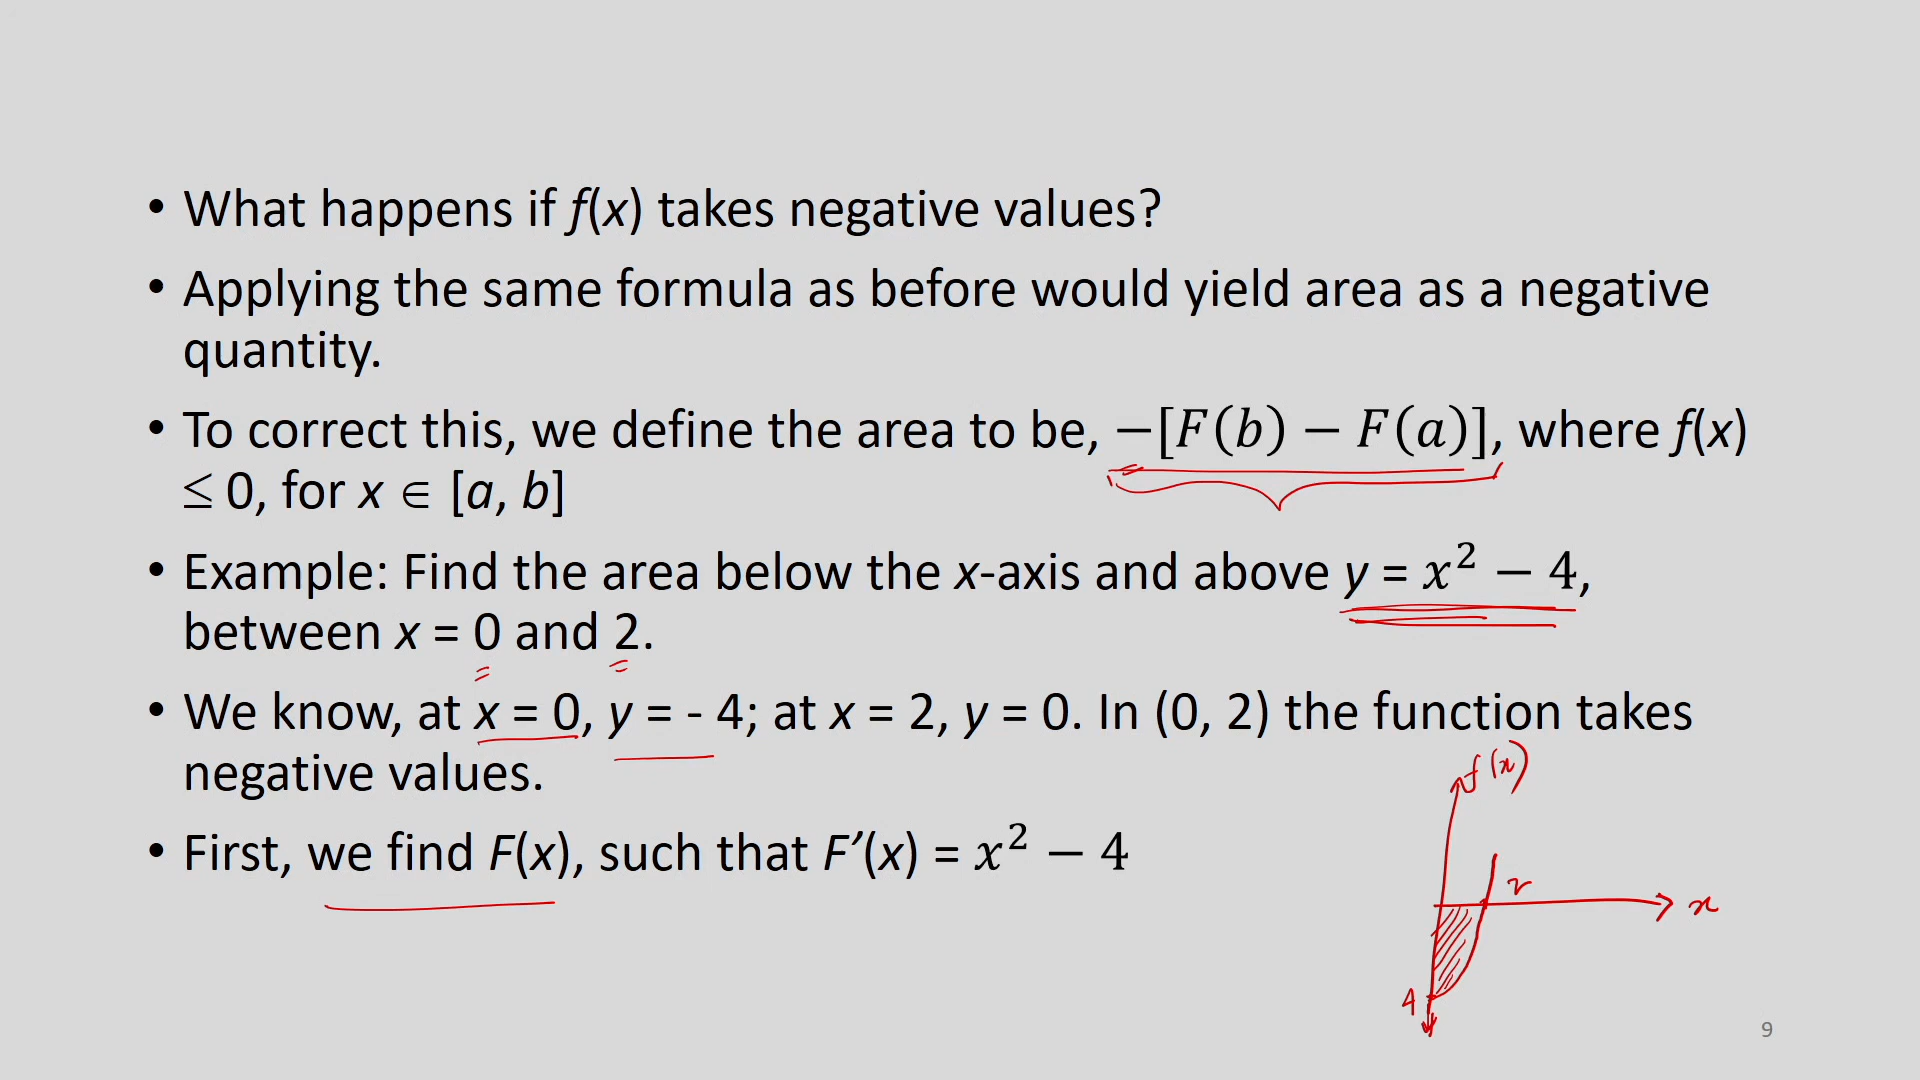 • What happens if f(x) takes negative values?
• Applying the same formula as before would yield area as a negative
quantity.
• To correct this, we define the area to be, −[F(b) − F(a)], where f(x)
≤ 0, for x ∈ [a, b]
• Example: Find the area below the x-axis and above y = x² − 4,
between x = 0 and 2.
• We know, at x = 0, y = - 4; at x = 2, y = 0. In (0, 2) the function takes
negative values.
f(x)
• First, we find F(x), such that F’(x) = x² − 4
2
x
4
9